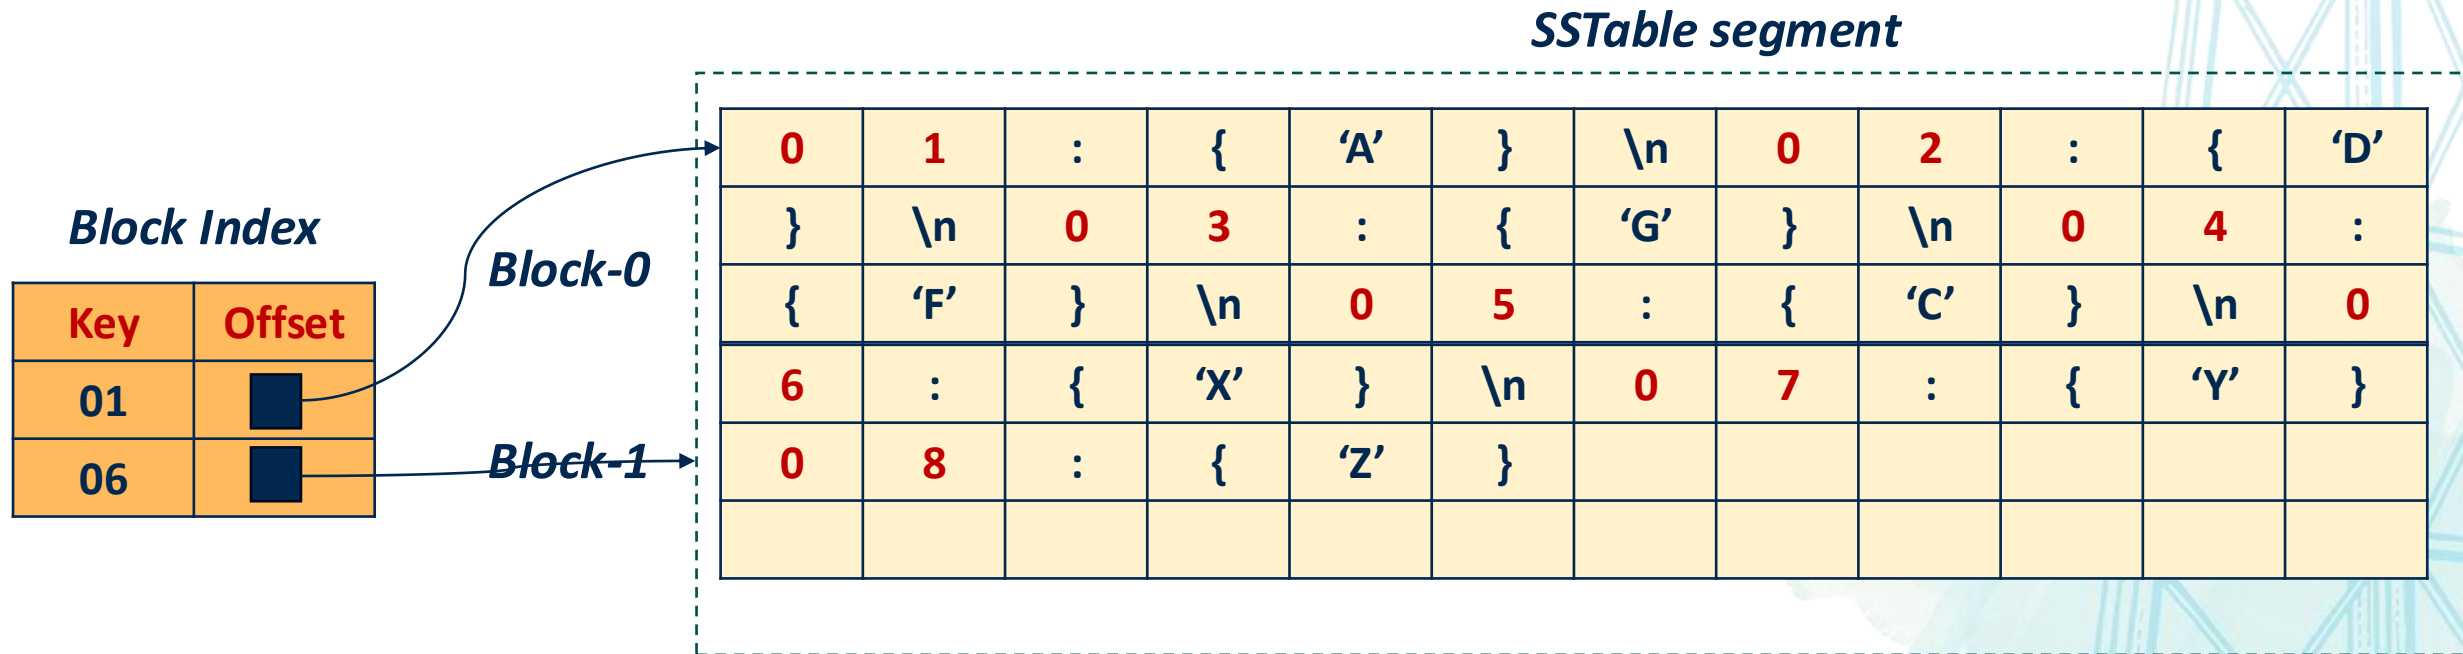 SSTable segment
0 1 : { ‘A’ } \n 0 2 : { ‘D’
} \n 0 3 : { ‘G’ } \n 0 4 :
{ ‘F’ } \n 0 5 : { ‘C’ } \n 0
6 : { ‘X’ } \n 0 7 : { ‘Y’ }
0 8 : { ‘Z’ }
Block Index
Key Offset
01
06
Block-0
Block-1